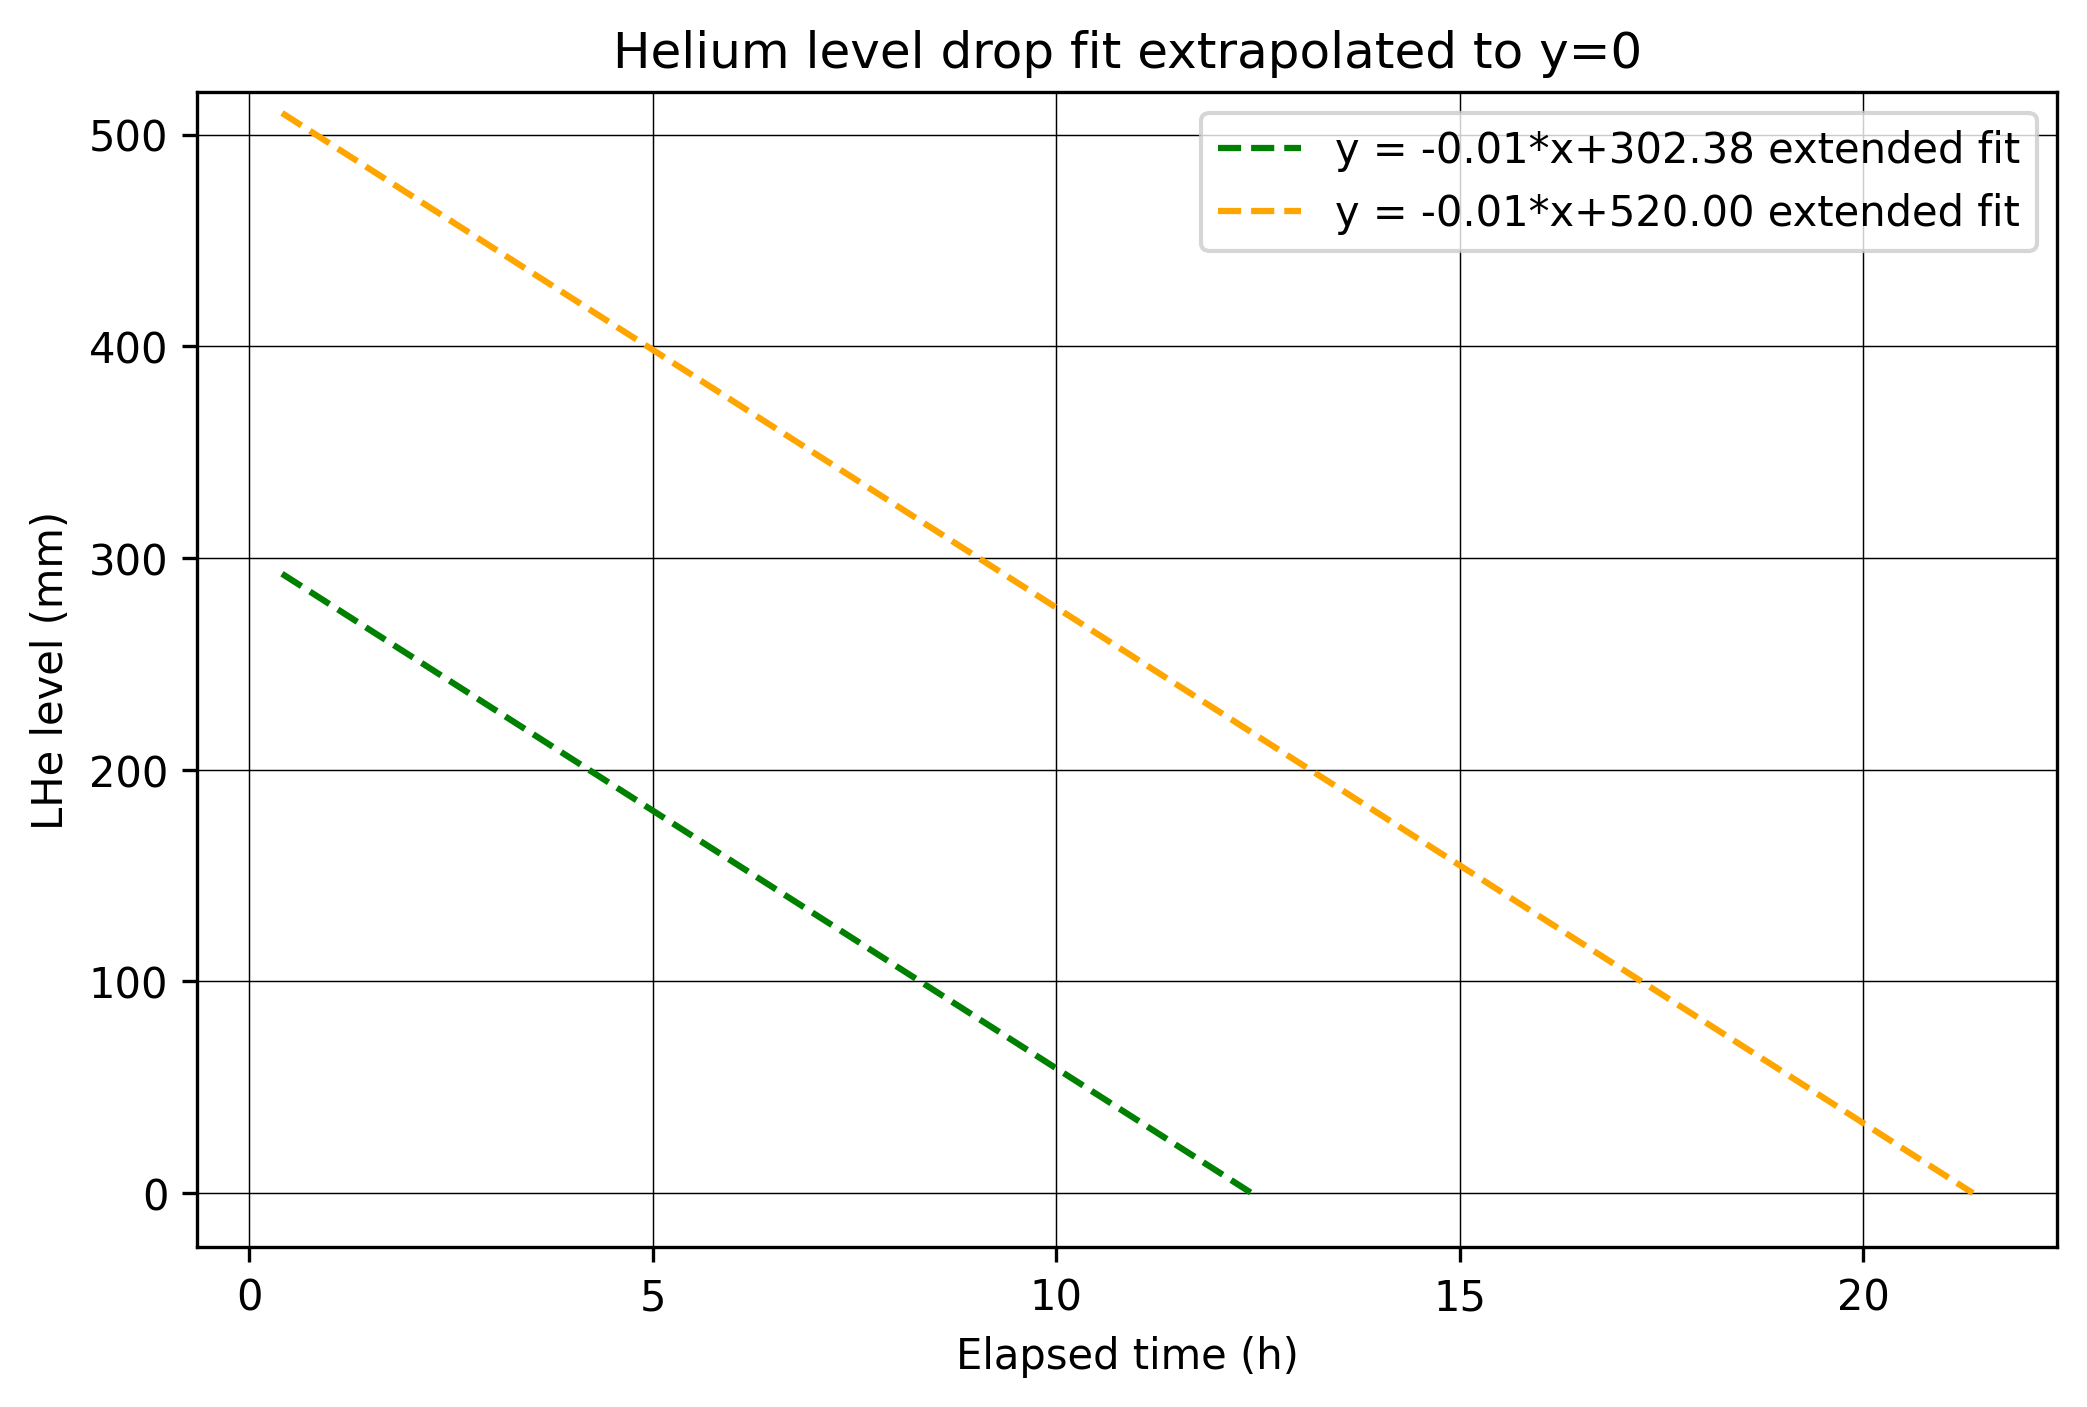 Helium level drop fit extrapolated to y=0
y = -0.01*x+302.38 extended fit
y = -0.01*x+520.00 extended fit
LHe level (mm)
500
400
300
200
100
0
0 5 10 15 20
Elapsed time (h)